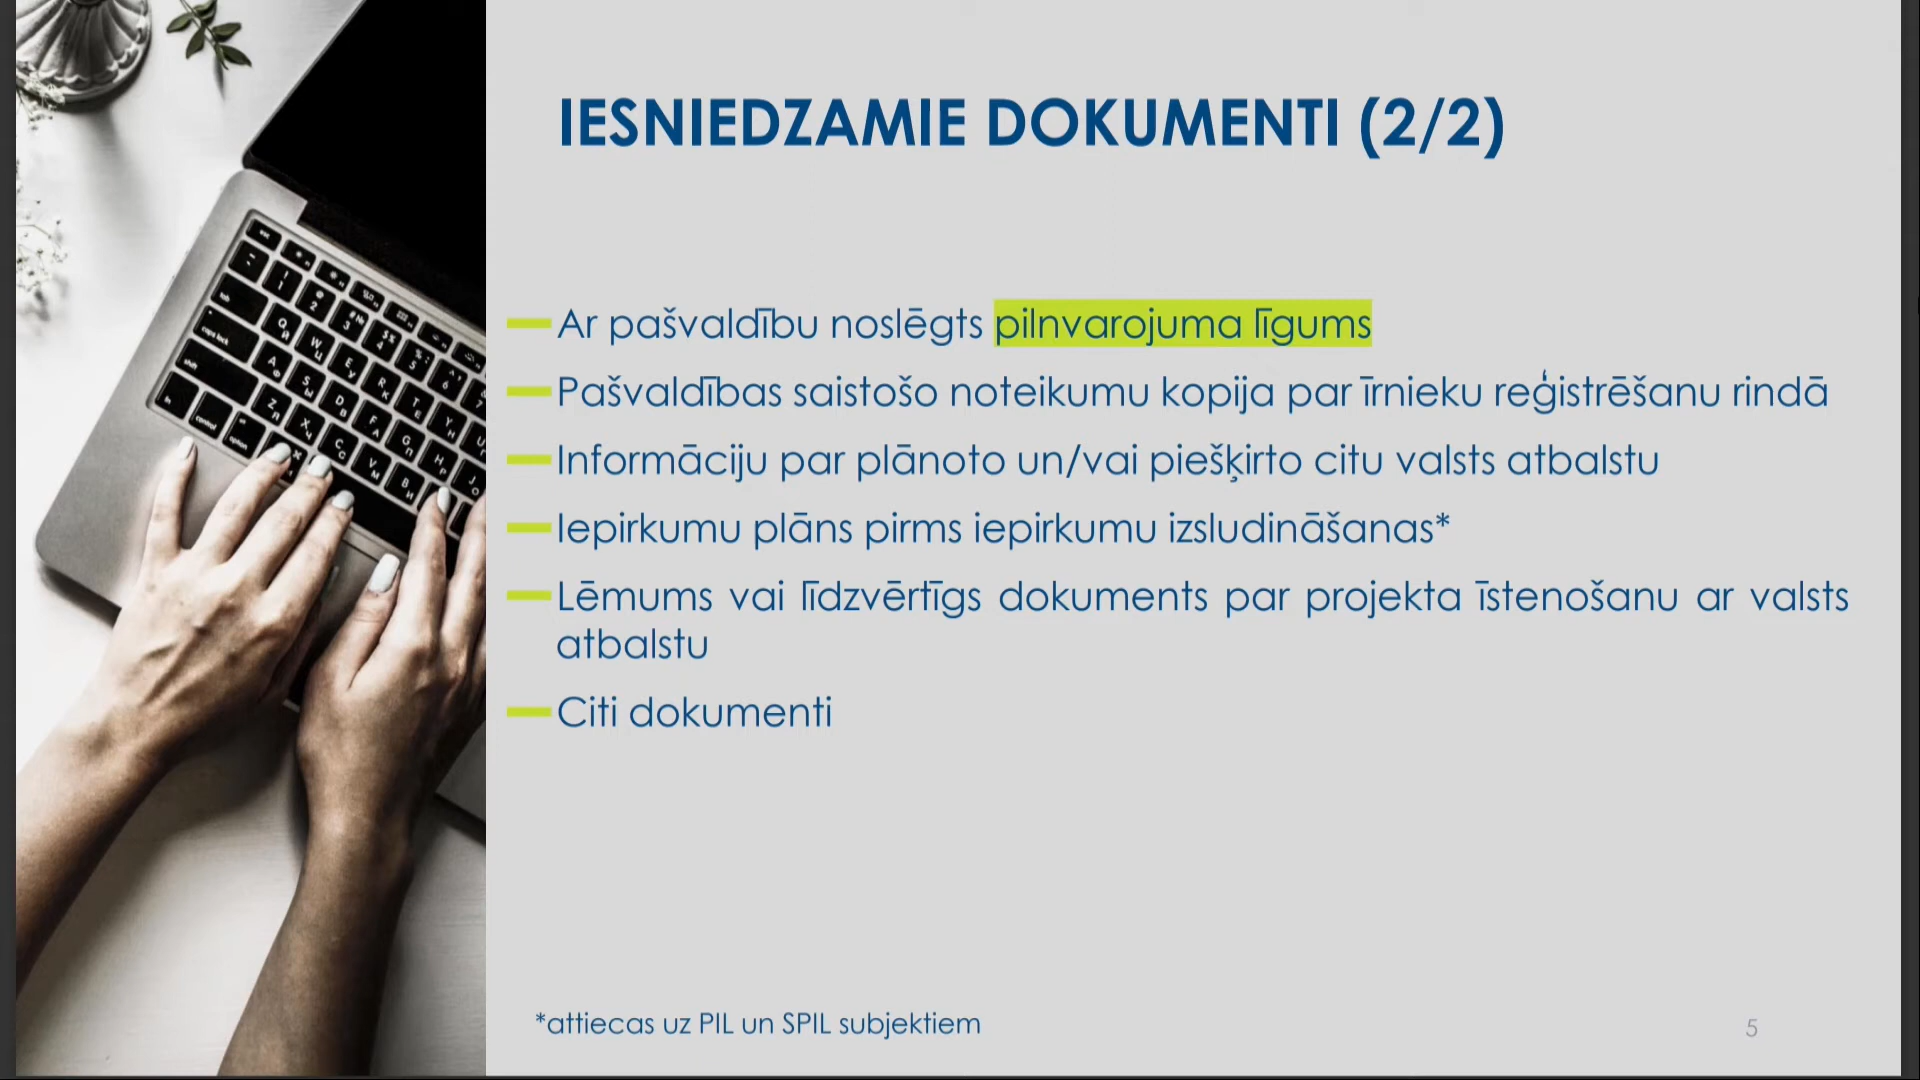 IESNIEDZAMIE DOKUMENTI (2/2)
Ar pašvaldību noslēgts pilnvarojuma līgums
Pašvaldības saistošo noteikumu kopija par īrnieku reģistrēšanu rindā
Informāciju par plānoto un/vai piešķirto citu valsts atbalstu
Iepirkumu plāns pirms iepirkumu izsludināšanas*
Lēmums vai līdzvērtīgs dokuments par projekta īstenošanu ar valsts
atbalstu
Citi dokumenti
*attiecas uz PIL un SPIL subjektiem
5